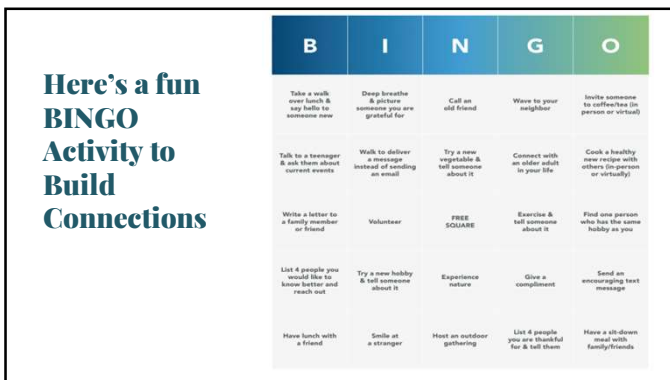 Here's a fun
BINGO
Activity to
Build
Connections
B I N G O
Take a walk
over lunch &
say hello to
someone new
Deep breathe
& picture
someone you are
grateful for
Call an
old friend
Wave to your
neighbor
Invite someone
to coffee/tea (in
person or virtual)
Talk to a teenager
& ask them about
current events
Walk to deliver
a message
instead of sending
an email
Try a new
vegetable &
tell someone
about it
Connect with
an older adult
in your life
Cook a healthy
new recipe with
others (in-person
or virtually)
Write a letter to
a family member
or friend
Volunteer
FREE
SQUARE
Exercise &
tell someone
about it
Find one person
who has the same
hobby as you
List 4 people you
would like to
know better and
reach out
Try a new hobby
& tell someone
about it
Experience
nature
Give a
compliment
Send an
encouraging text
message
Have lunch with
a friend
Smile at
a stranger
Host an outdoor
gathering
List 4 people
you are thankful
for & tell them
Have a sit-down
meal with
family/friends